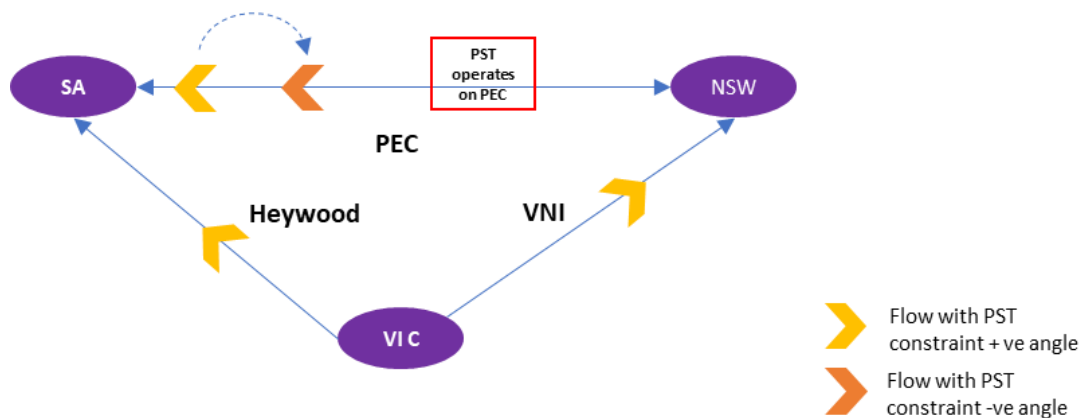 PST
operates
on PEC
SA
NSW
PEC
Heywood
VNI
VI C
Flow with PST
constraint + ve angle
Flow with PST
constraint -ve angle